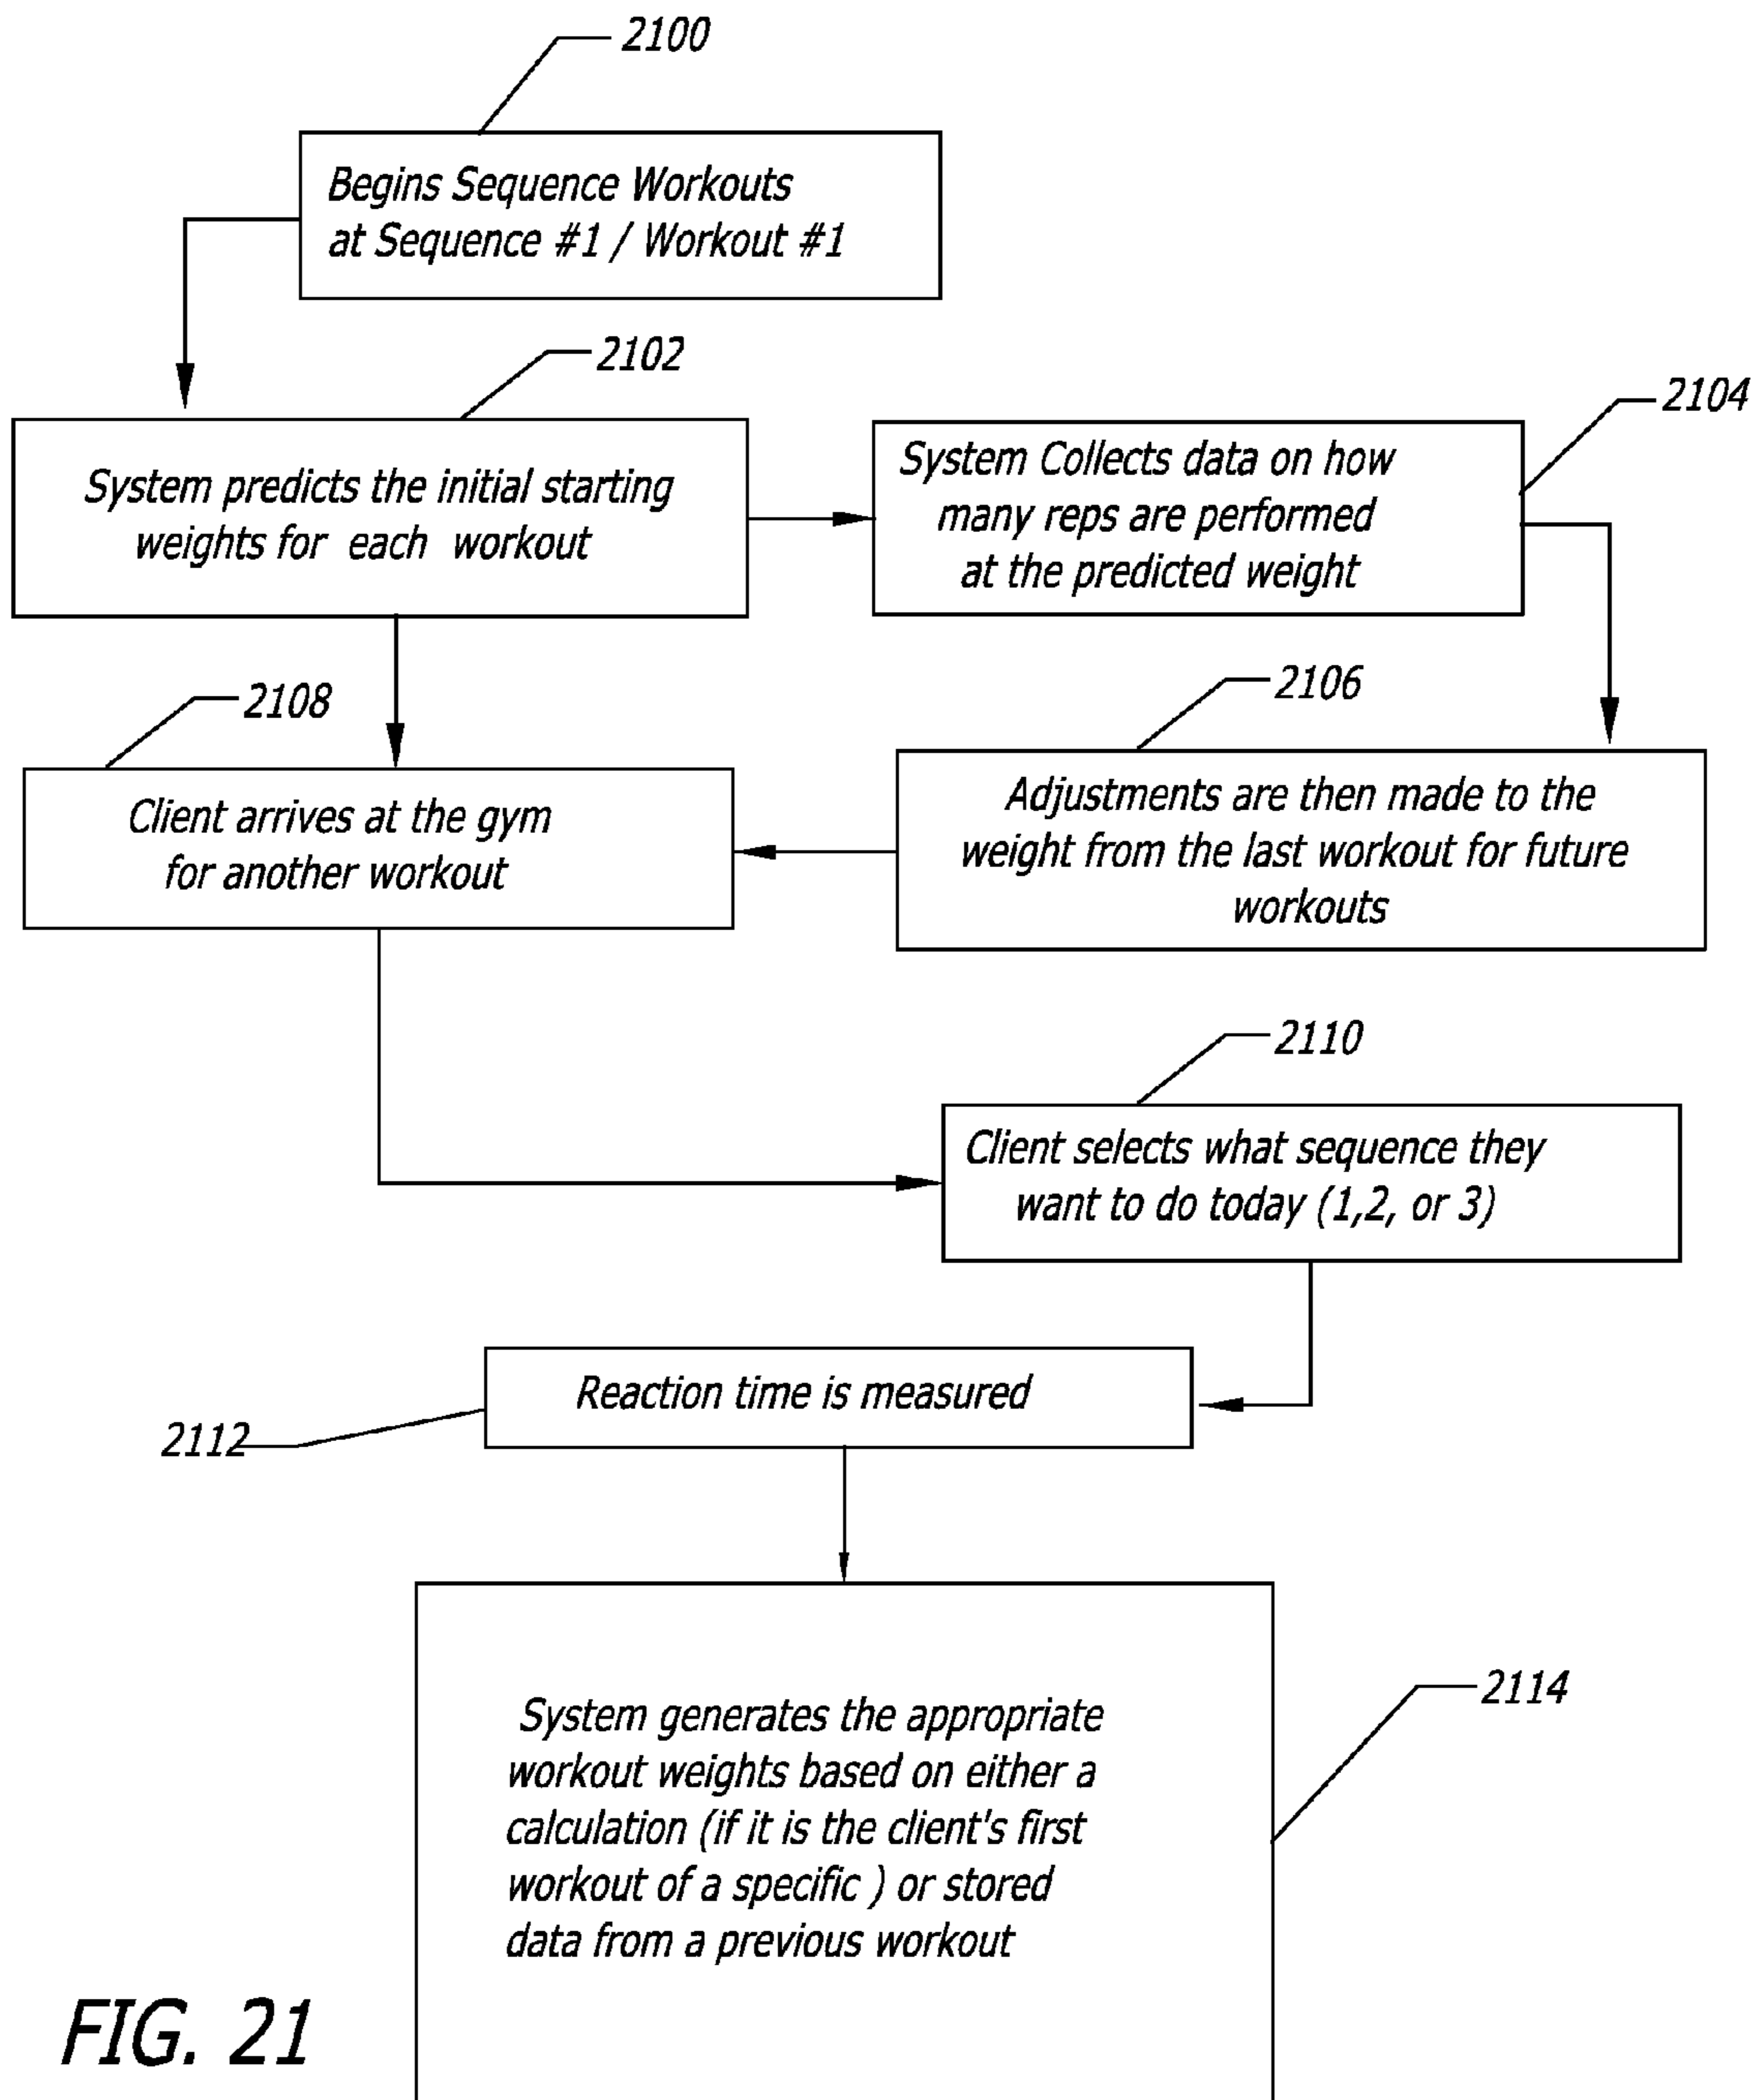 2100
Begins Sequence Workouts
at Sequence #1 / Workout #1
2102
System predicts the initial starting
weights for each workout
2104
System Collects data on how
many reps are performed
at the predicted weight
2106
Adjustments are then made to the
weight from the last workout for future
workouts
2108
Client arrives at the gym
for another workout
2110
Client selects what sequence they
want to do today (1,2, or 3)
2112
Reaction time is measured
2114
System generates the appropriate
workout weights based on either a
calculation (if it is the client's first
workout of a specific ) or stored
data from a previous workout
FIG. 21